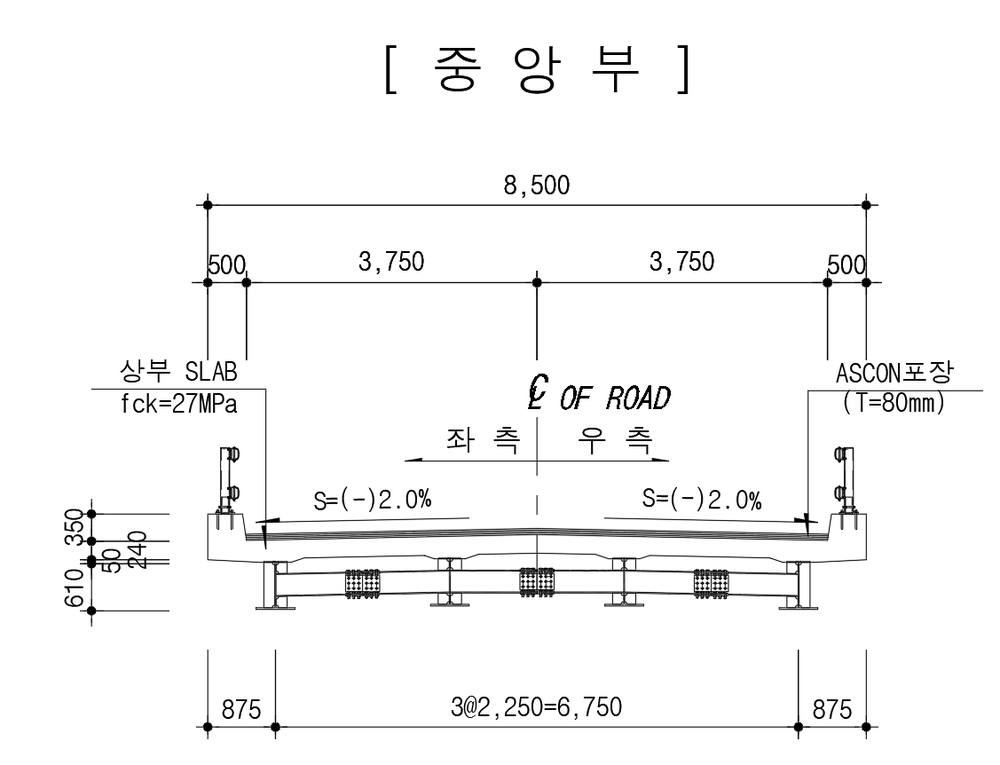 [ 중 앙 부 ]
8,500
500 3,750 3,750 500
상부 SLAB
fck=27MPa
ASCON포장
(T=80mm)
℄ OF ROAD
좌 측 우 측
S=(-)2.0% S=(-)2.0%
350
240
50
610
875 3@2,250=6,750 875